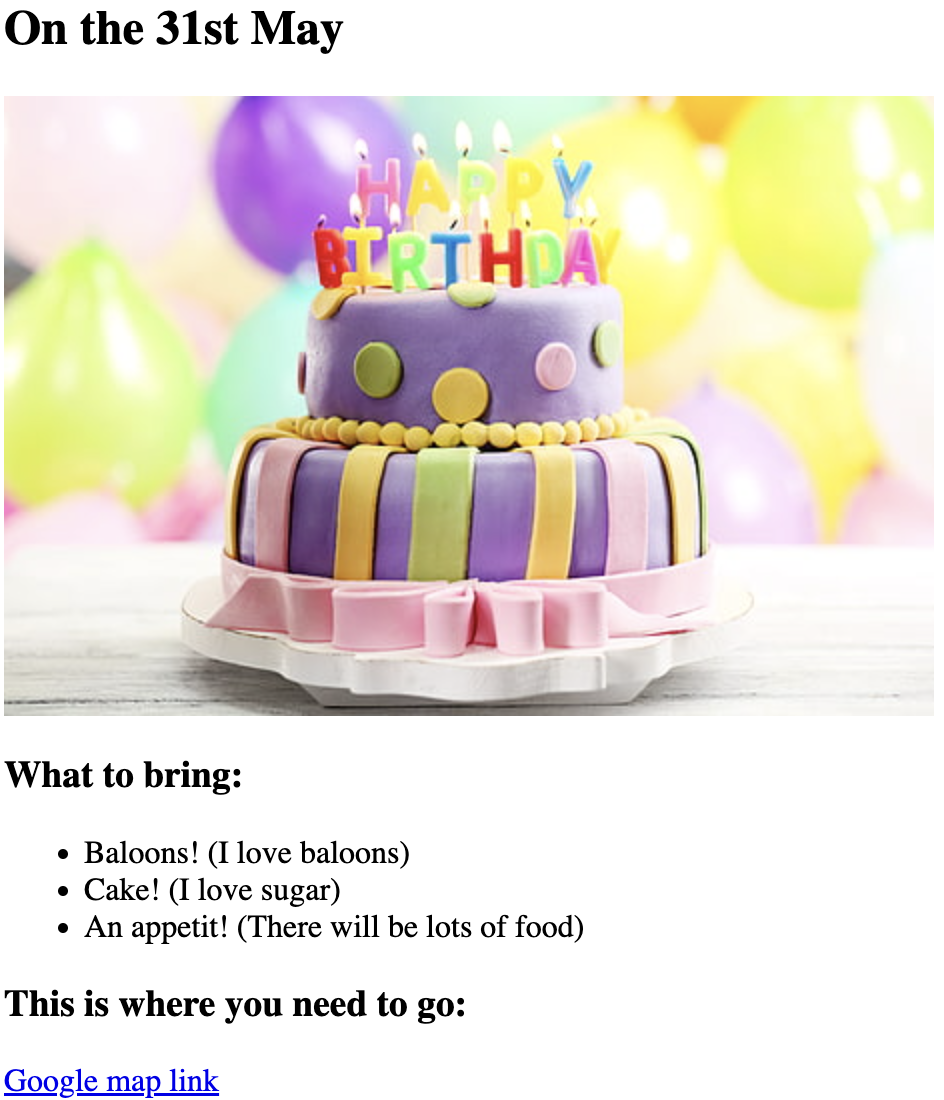 On the 31st May
HAPPY
BIRTHDAY
What to bring:
• Baloons! (I love baloons)
• Cake! (I love sugar)
• An appetit! (There will be lots of food)
This is where you need to go:
Google map link